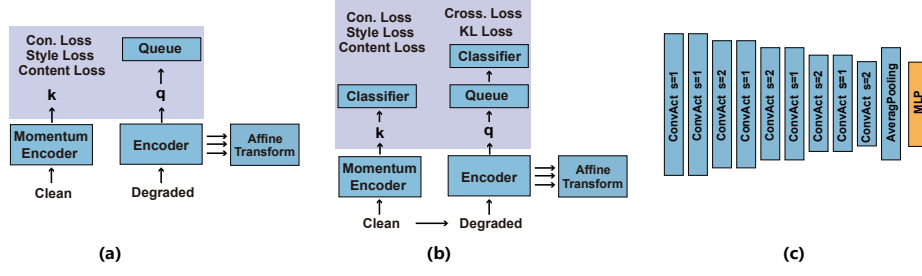 Con. Loss
Style Loss
Content Loss
Queue
k
q
Momentum
Encoder
Encoder
Affine
Transform
Clean
Degraded
(a)
Con. Loss
Style Loss
Content Loss
Cross. Loss
KL Loss
Classifier
Classifier
Queue
k
q
Momentum
Encoder
Encoder
Affine
Transform
Clean
Degraded
(b)
ConvAct s=1
ConvAct s=1
ConvAct s=2
ConvAct s=1
ConvAct s=2
ConvAct s=1
ConvAct s=2
ConvAct s=1
ConvAct s=2
AveragPooling
MLP
(c)